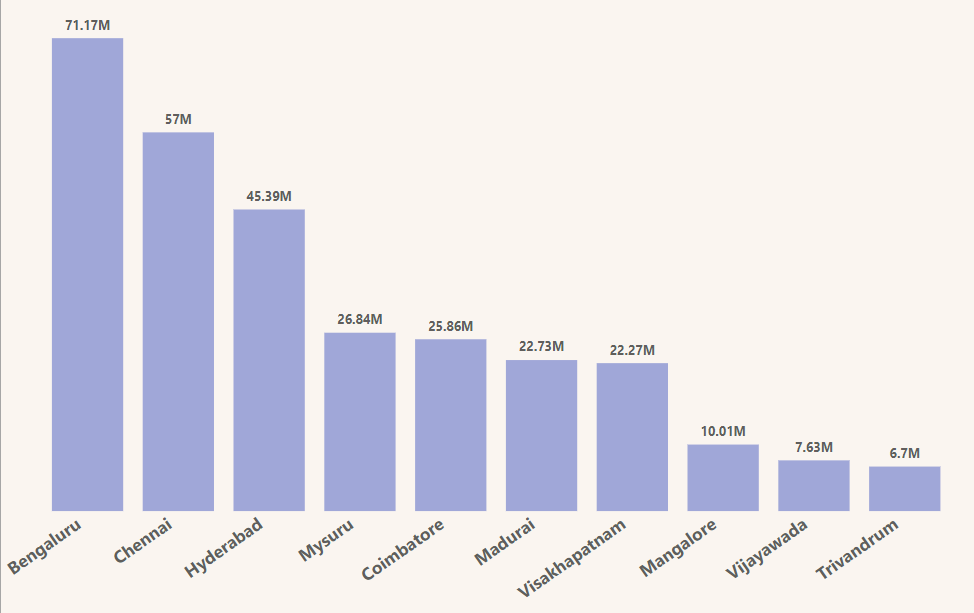 71.17M
57M
45.39M
26.84M
25.86M
22.73M
22.27M
10.01M
7.63M
6.7M
Bengaluru
Chennai
Hyderabad
Mysuru
Coimbatore
Madurai
Visakhapatnam
Mangalore
Vijayawada
Trivandrum